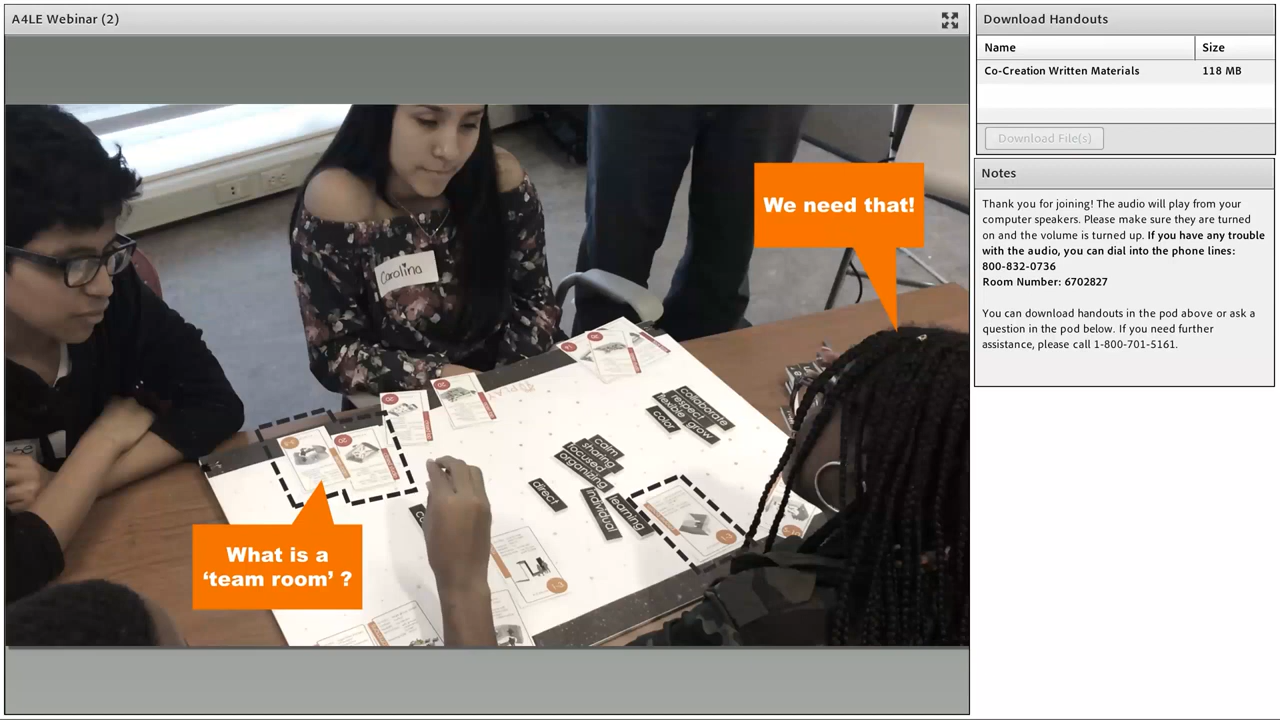 A4LE Webinar (2)
We need that!
Carolina
PLAY
collaborate
respect
flexible
grow
color
calm
sharing
focused
organizing
direct
individual
learning
What is a
‘team room’ ?
Download Handouts
Name Size
Co-Creation Written Materials 118 MB
Download File(s)
Notes
Thank you for joining! The audio will play from your
computer speakers. Please make sure they are turned
on and the volume is turned up. If you have any trouble
with the audio, you can dial into the phone lines:
800-832-0736
Room Number: 6702827
You can download handouts in the pod above or ask a
question in the pod below. If you need further
assistance, please call 1-800-701-5161.